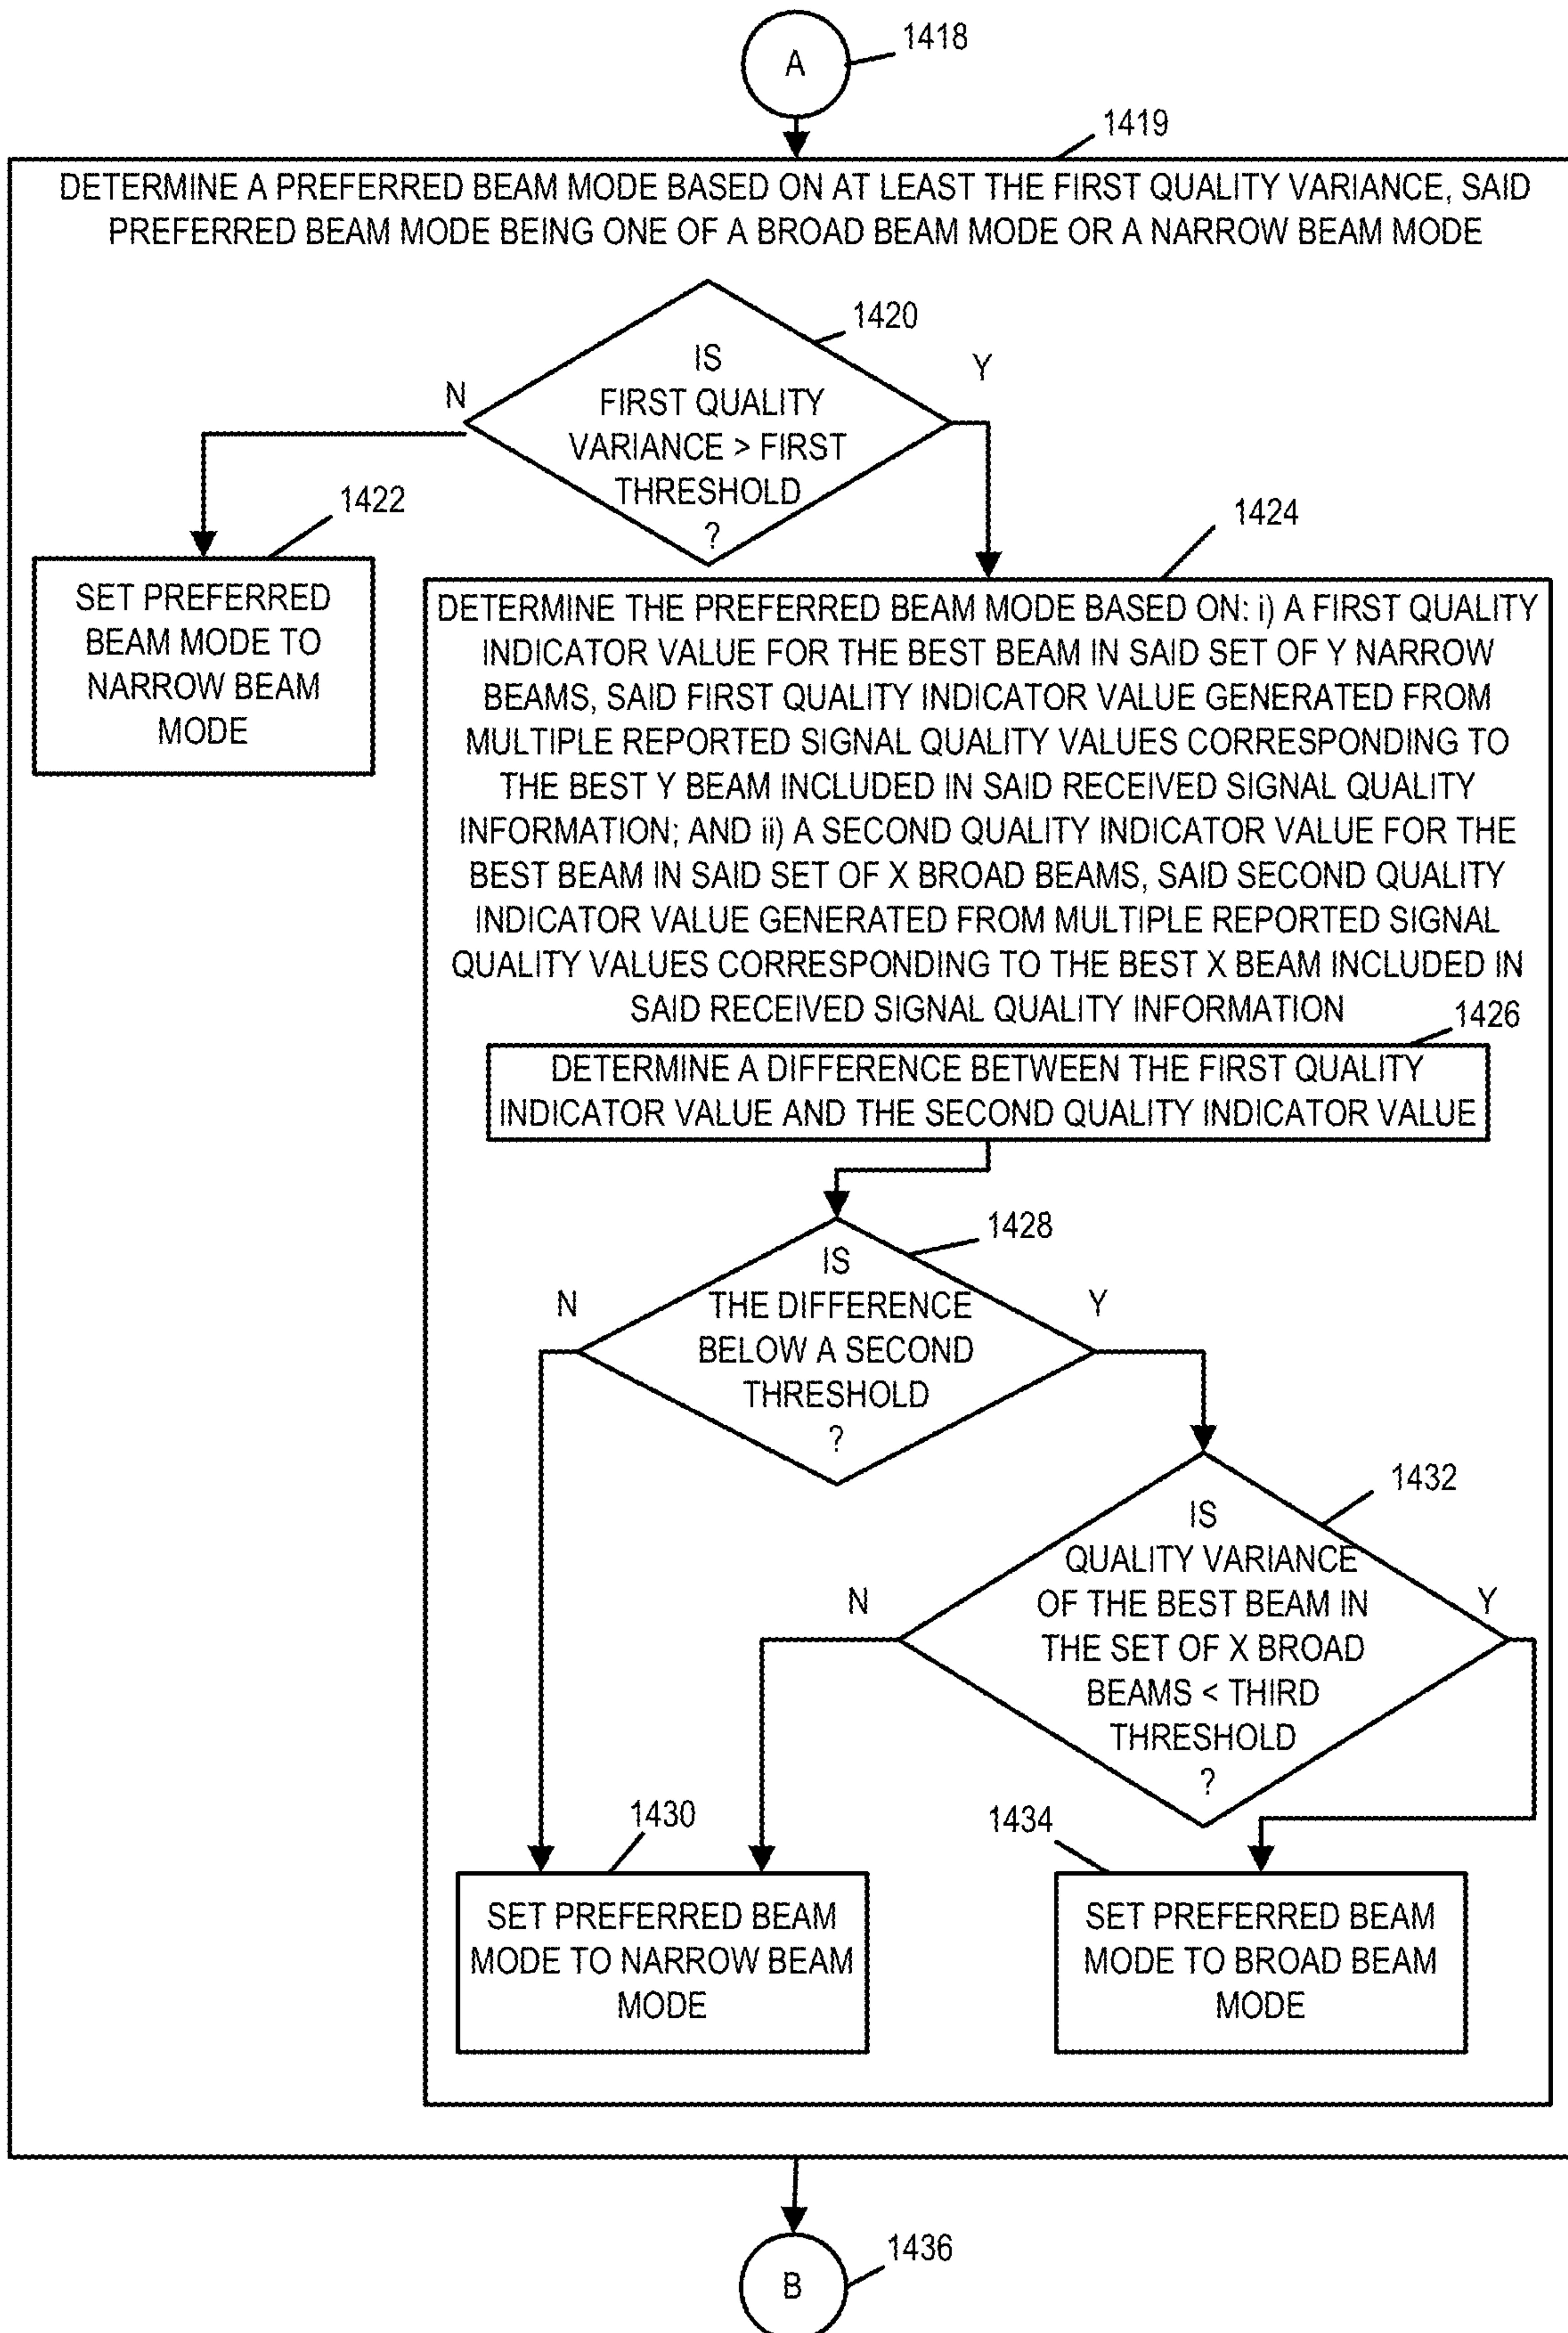 A
1418
1419
DETERMINE A PREFERRED BEAM MODE BASED ON AT LEAST THE FIRST QUALITY VARIANCE, SAID
PREFERRED BEAM MODE BEING ONE OF A BROAD BEAM MODE OR A NARROW BEAM MODE
1420
IS
FIRST QUALITY
VARIANCE > FIRST
THRESHOLD
?
N
Y
1422
SET PREFERRED
BEAM MODE TO
NARROW BEAM
MODE
1424
DETERMINE THE PREFERRED BEAM MODE BASED ON: i) A FIRST QUALITY
INDICATOR VALUE FOR THE BEST BEAM IN SAID SET OF Y NARROW
BEAMS, SAID FIRST QUALITY INDICATOR VALUE GENERATED FROM
MULTIPLE REPORTED SIGNAL QUALITY VALUES CORRESPONDING TO
THE BEST Y BEAM INCLUDED IN SAID RECEIVED SIGNAL QUALITY
INFORMATION; AND ii) A SECOND QUALITY INDICATOR VALUE FOR THE
BEST BEAM IN SAID SET OF X BROAD BEAMS, SAID SECOND QUALITY
INDICATOR VALUE GENERATED FROM MULTIPLE REPORTED SIGNAL
QUALITY VALUES CORRESPONDING TO THE BEST X BEAM INCLUDED IN
SAID RECEIVED SIGNAL QUALITY INFORMATION
1426
DETERMINE A DIFFERENCE BETWEEN THE FIRST QUALITY
INDICATOR VALUE AND THE SECOND QUALITY INDICATOR VALUE
1428
IS
THE DIFFERENCE
BELOW A SECOND
THRESHOLD
?
N
Y
1432
IS
QUALITY VARIANCE
OF THE BEST BEAM IN
THE SET OF X BROAD
BEAMS < THIRD
THRESHOLD
?
N
Y
1430
SET PREFERRED BEAM
MODE TO NARROW BEAM
MODE
1434
SET PREFERRED BEAM
MODE TO BROAD BEAM
MODE
B
1436